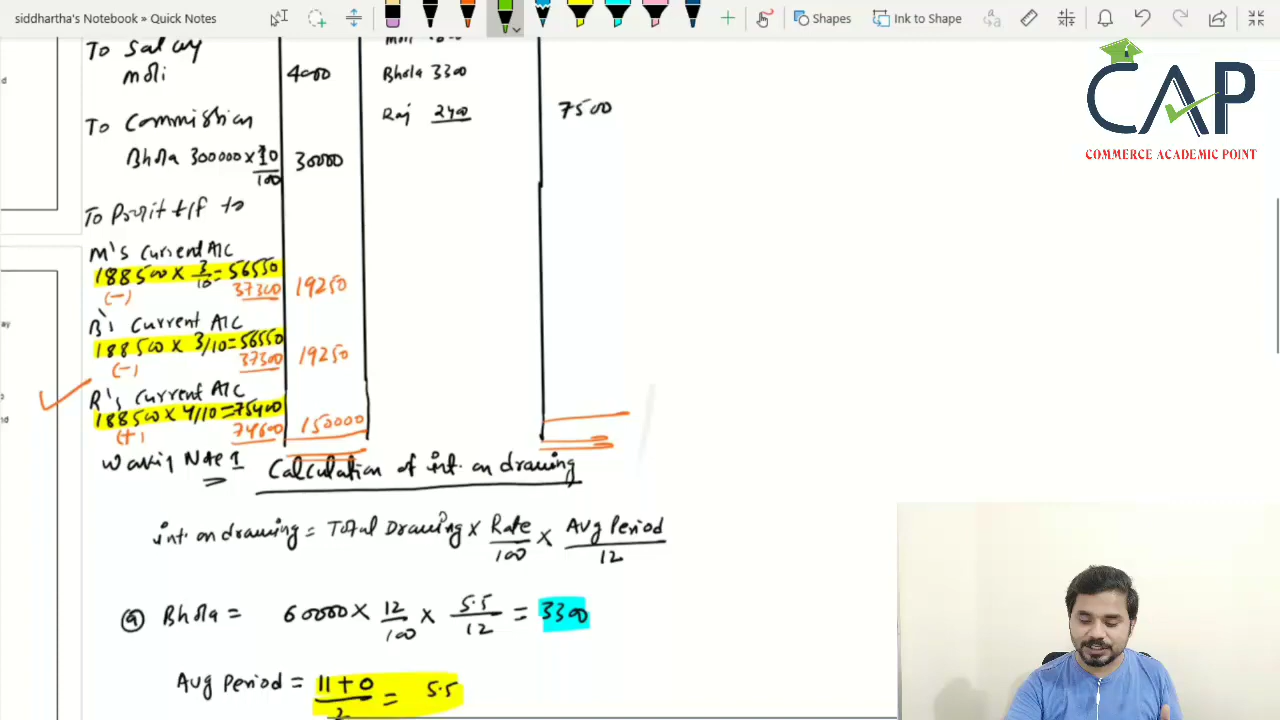 siddhartha's Notebook » Quick Notes
Shapes
Ink to Shape
CAP
COMMERCE ACADEMIC POINT
To Salary
Moli 4000
Bhola 3300
Raj 2400 7500
To Commission
Bhola 300000 × 10/100 30000
To Profit t/f to
M's Current A/C
188500 × 3/10 = 56550
(-) 37300 19250
B's Current A/C
188500 × 3/10 = 56550
(-) 37300 19250
R's Current A/C
188500 × 4/10 = 75400
(+) 74600 150000
Working Note 1 Calculation of int. on drawing
int. on drawing = Total Drawing × Rate/100 × Avg Period/12
(a) Bhola = 60000 × 12/100 × 5.5/12 = 3300
Avg Period = 11 + 0/2 = 5.5